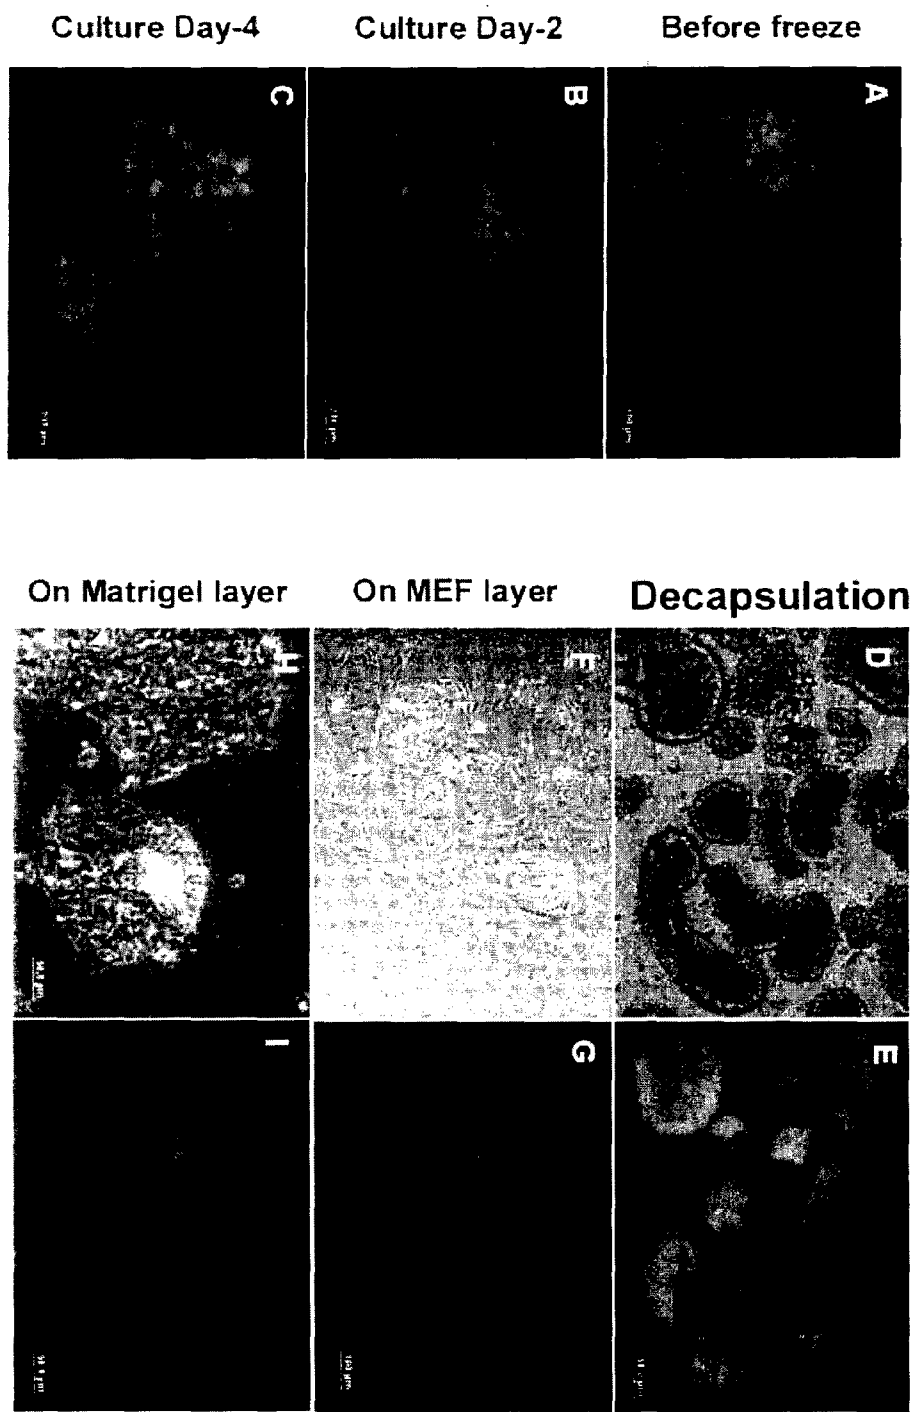 Culture Day-4
Culture Day-2
Before freeze
C
B
A
On Matrigel layer
On MEF layer
Decapsulation
H
F
D
I
G
E